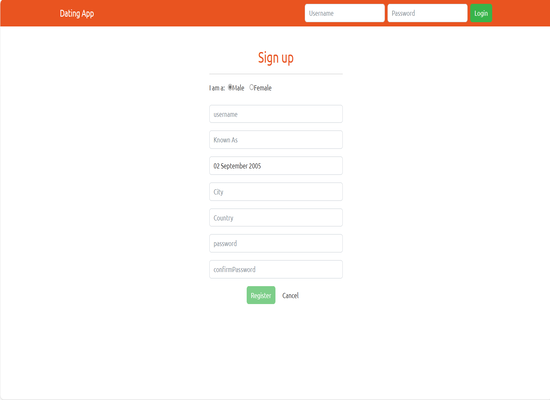 Dating App Username Password Login
Sign up
I am a: Male Female
username
Known As
02 September 2005
City
Country
password
confirmPassword
Register Cancel